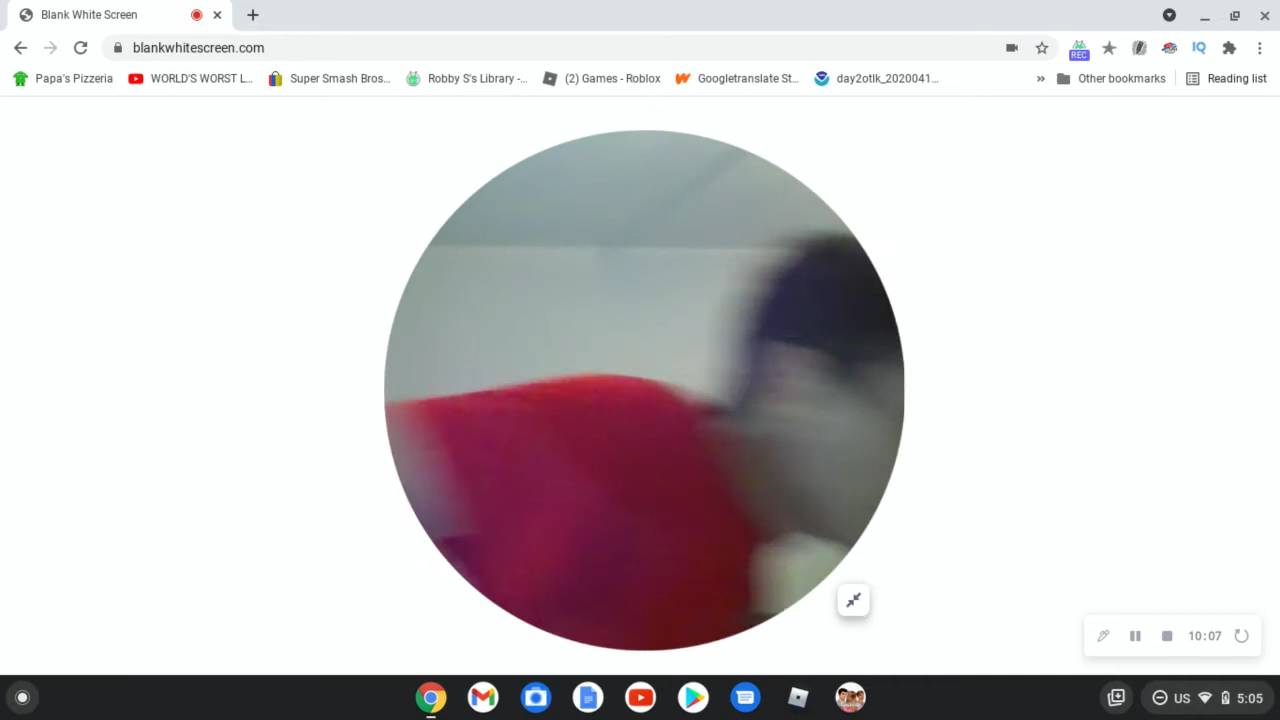 Blank White Screen
blankwhitescreen.com
REC
IQ
Papa's Pizzeria
WORLD'S WORST L...
Super Smash Bros...
Robby S's Library -...
(2) Games - Roblox
Googletranslate St...
day2otlk_2020041...
»
Other bookmarks
Reading list
10:07
US
5:05